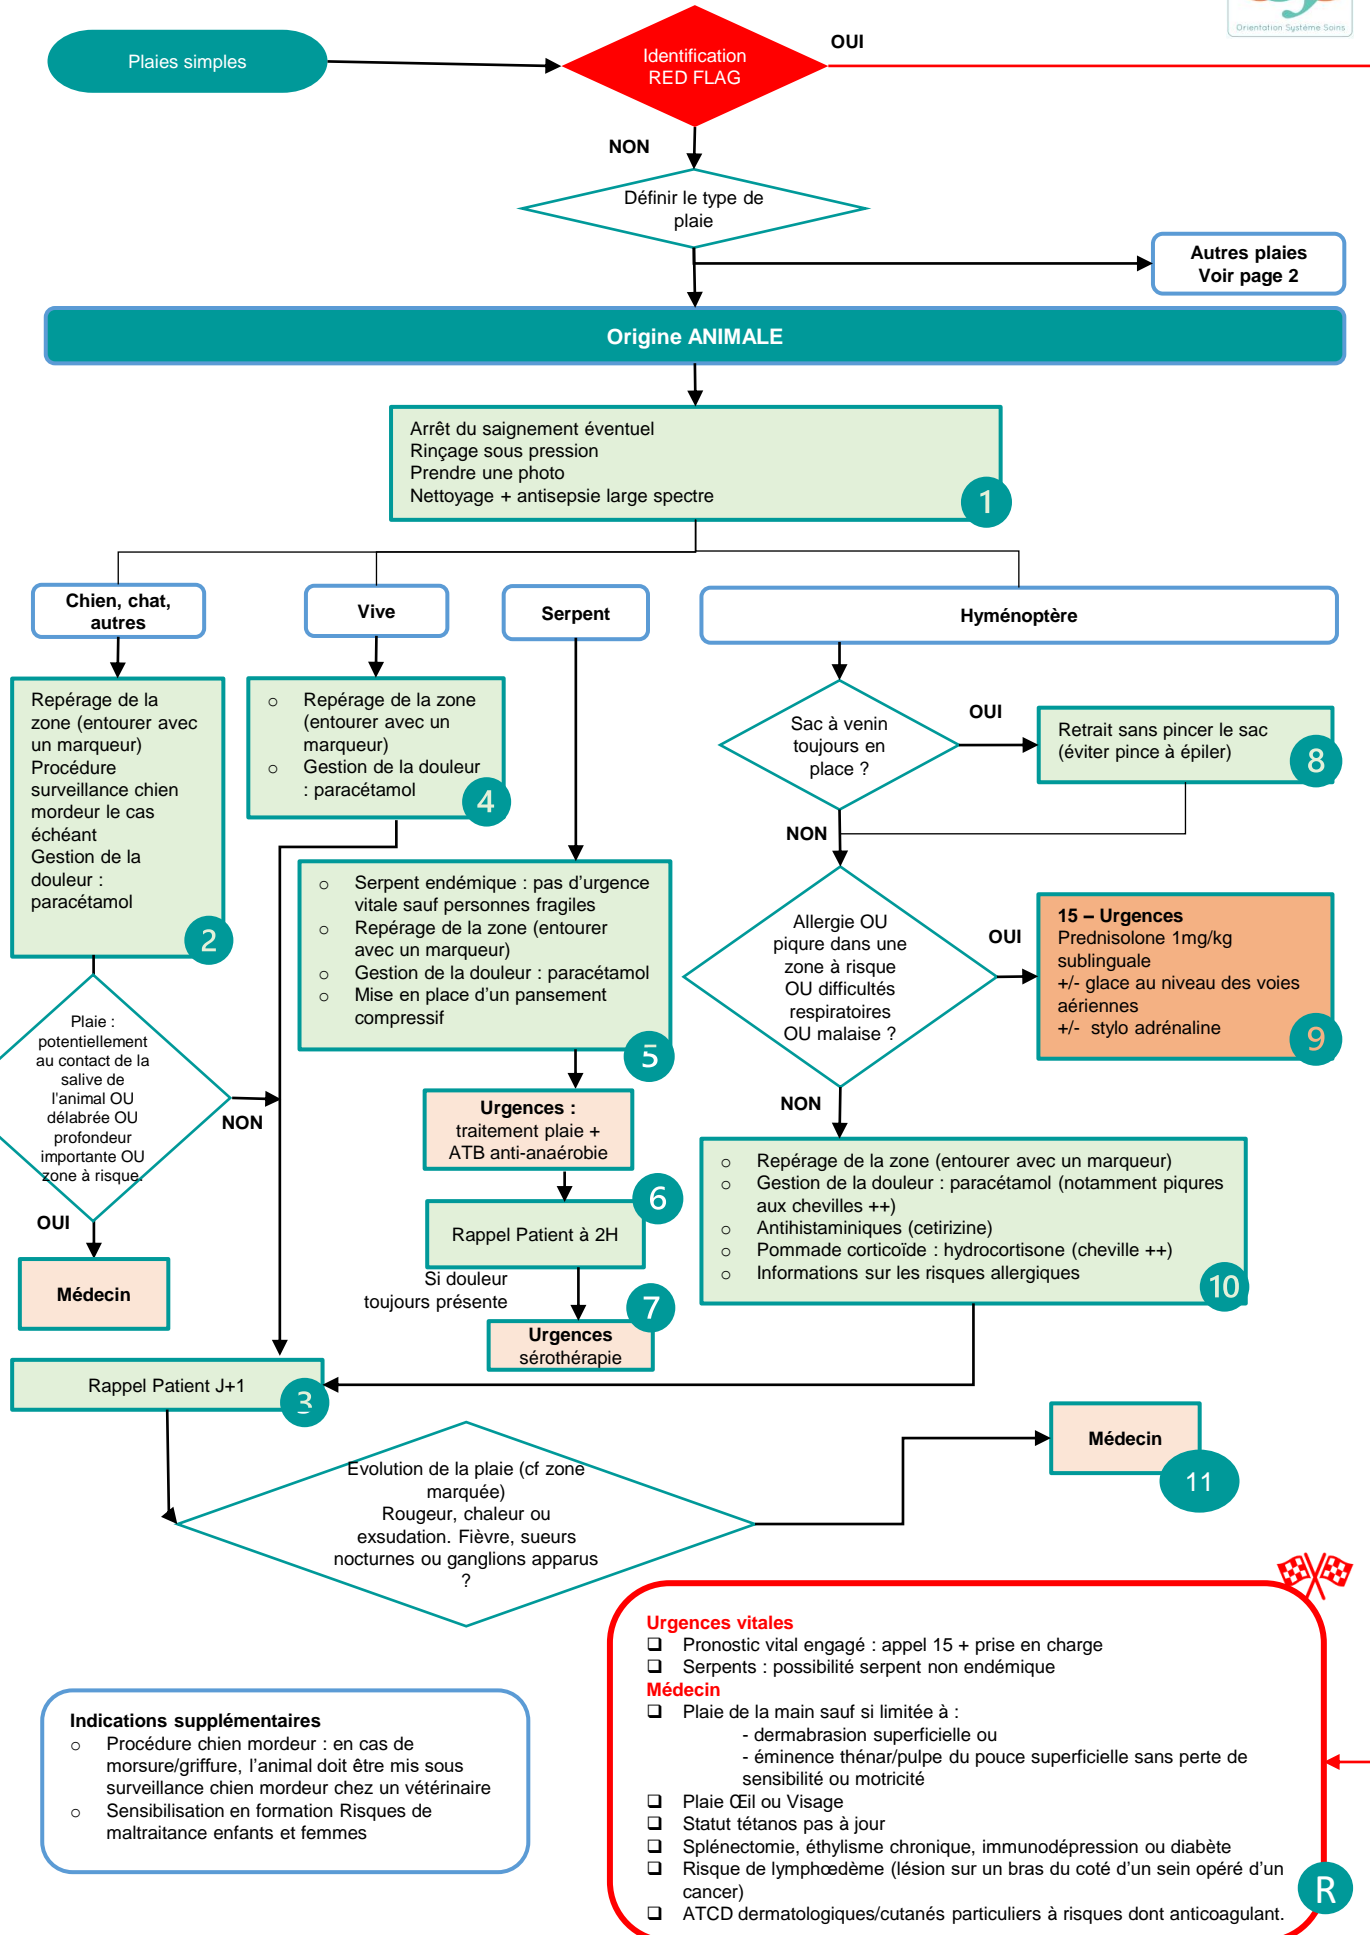 Orientation Système Soins
Plaies simples
Identification
RED FLAG
OUI
NON
Définir le type de
plaie
Autres plaies
Voir page 2
Origine ANIMALE
Arrêt du saignement éventuel
Rinçage sous pression
Prendre une photo
Nettoyage + antisepsie large spectre
1
Chien, chat,
autres
Vive
Serpent
Hyménoptère
Repérage de la
zone (entourer avec
un marqueur)
Procédure
surveillance chien
mordeur le cas
échéant
Gestion de la
douleur :
paracétamol
2
o Repérage de la zone
(entourer avec un
marqueur)
o Gestion de la douleur
: paracétamol
4
Sac à venin
toujours en
place ?
OUI
Retrait sans pincer le sac
(éviter pince à épiler)
8
NON
o Serpent endémique : pas d'urgence
vitale sauf personnes fragiles
o Repérage de la zone (entourer
avec un marqueur)
o Gestion de la douleur : paracétamol
o Mise en place d'un pansement
compressif
5
Allergie OU
piqure dans une
zone à risque
OU difficultés
respiratoires
OU malaise ?
OUI
15 – Urgences
Prednisolone 1mg/kg
sublinguale
+/- glace au niveau des voies
aériennes
+/- stylo adrénaline
9
NON
Plaie :
potentiellement
au contact de la
salive de
l'animal OU
délabrée OU
profondeur
importante OU
zone à risque.
NON
OUI
Médecin
Urgences :
traitement plaie +
ATB anti-anaérobie
6
Rappel Patient à 2H
Si douleur
toujours présente
7
Urgences
sérothérapie
o Repérage de la zone (entourer avec un marqueur)
o Gestion de la douleur : paracétamol (notamment piqures
aux chevilles ++)
o Antihistaminiques (cetirizine)
o Pommade corticoïde : hydrocortisone (cheville ++)
o Informations sur les risques allergiques
10
Rappel Patient J+1
3
Evolution de la plaie (cf zone
marquée)
Rougeur, chaleur ou
exsudation. Fièvre, sueurs
nocturnes ou ganglions apparus
?
Médecin
11
Urgences vitales
❑ Pronostic vital engagé : appel 15 + prise en charge
❑ Serpents : possibilité serpent non endémique
Médecin
❑ Plaie de la main sauf si limitée à :
- dermabrasion superficielle ou
- éminence thénar/pulpe du pouce superficielle sans perte de
sensibilité ou motricité
❑ Plaie Œil ou Visage
❑ Statut tétanos pas à jour
❑ Splénectomie, éthylisme chronique, immunodépression ou diabète
❑ Risque de lymphœdème (lésion sur un bras du coté d'un sein opéré d'un
cancer)
❑ ATCD dermatologiques/cutanés particuliers à risques dont anticoagulant.
R
Indications supplémentaires
o Procédure chien mordeur : en cas de
morsure/griffure, l'animal doit être mis sous
surveillance chien mordeur chez un vétérinaire
o Sensibilisation en formation Risques de
maltraitance enfants et femmes